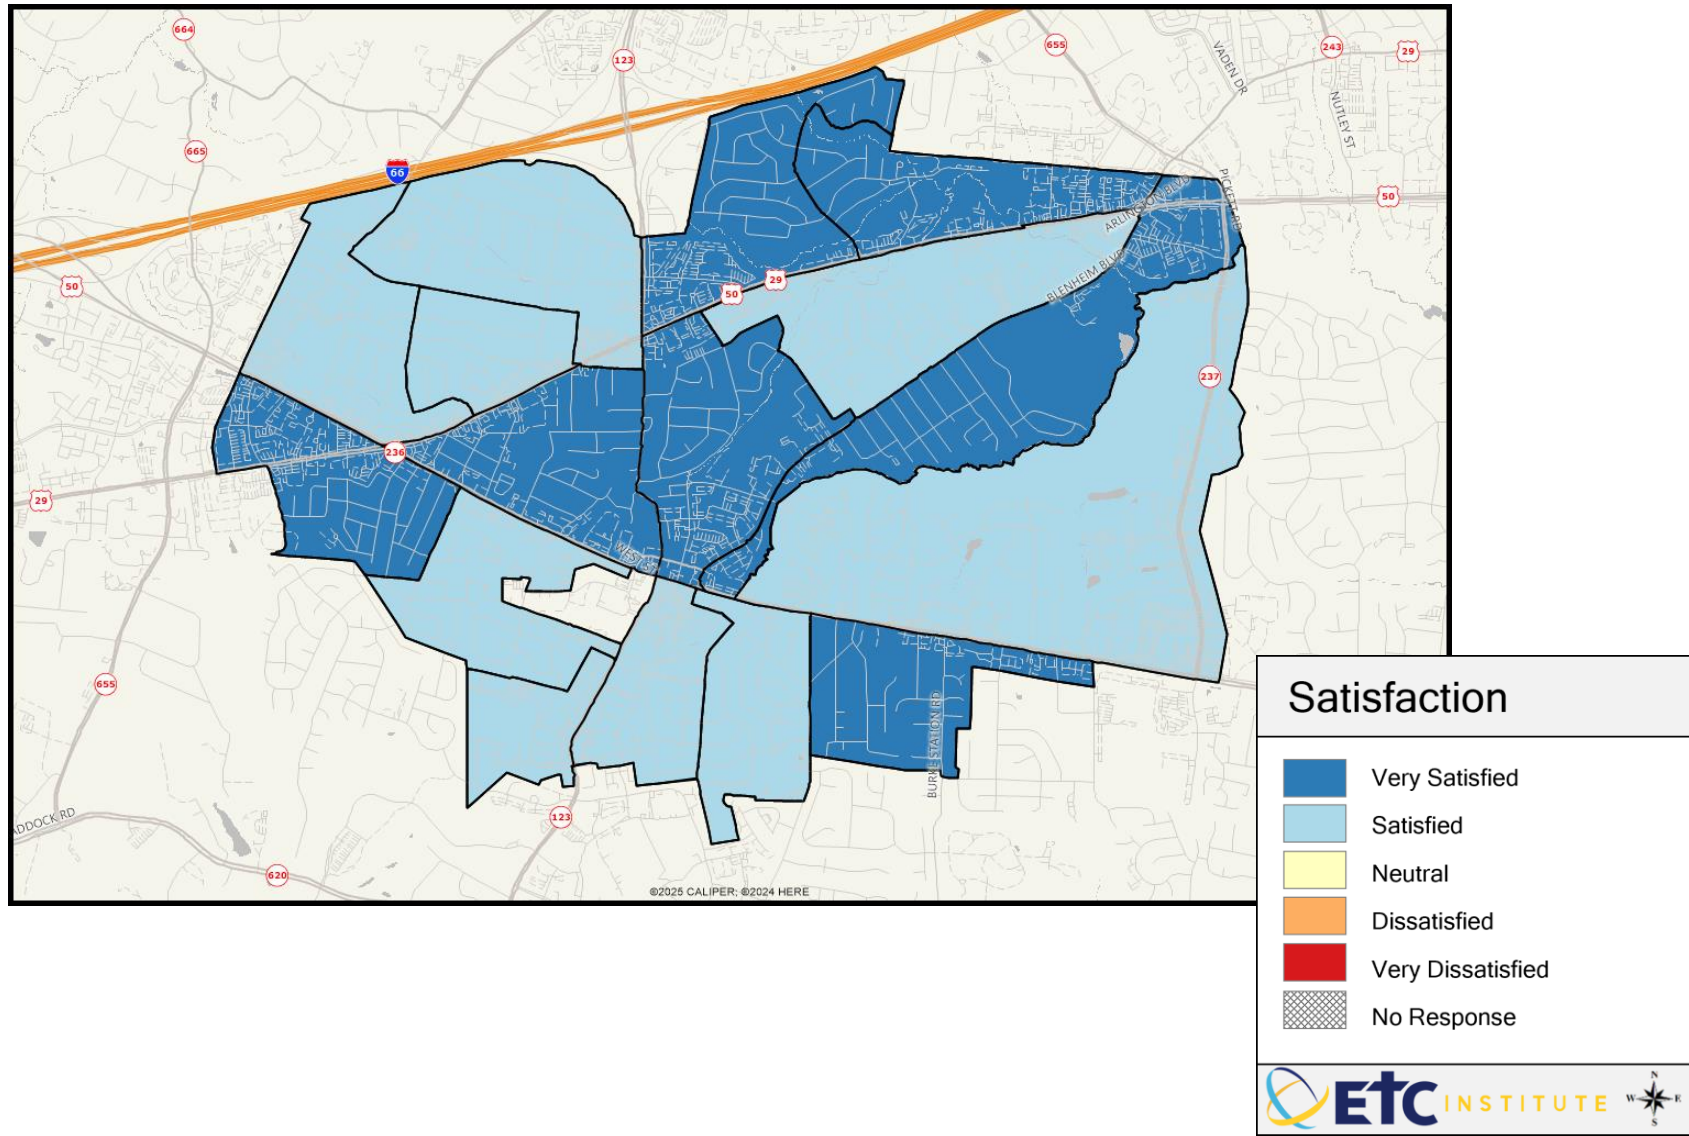 664
123
655
243
29
VADEN DR
NUTLEY ST
665
66
PICKETT RD
50
ARLINGTON BLVD
50
29
50
BLENHEIM BLVD
237
236
29
WEST ST
655
BURKE STATION RD
123
620
©2025 CALIPER; ©2024 HERE
Satisfaction
Very Satisfied
Satisfied
Neutral
Dissatisfied
Very Dissatisfied
No Response
ETC INSTITUTE
N
W E
S